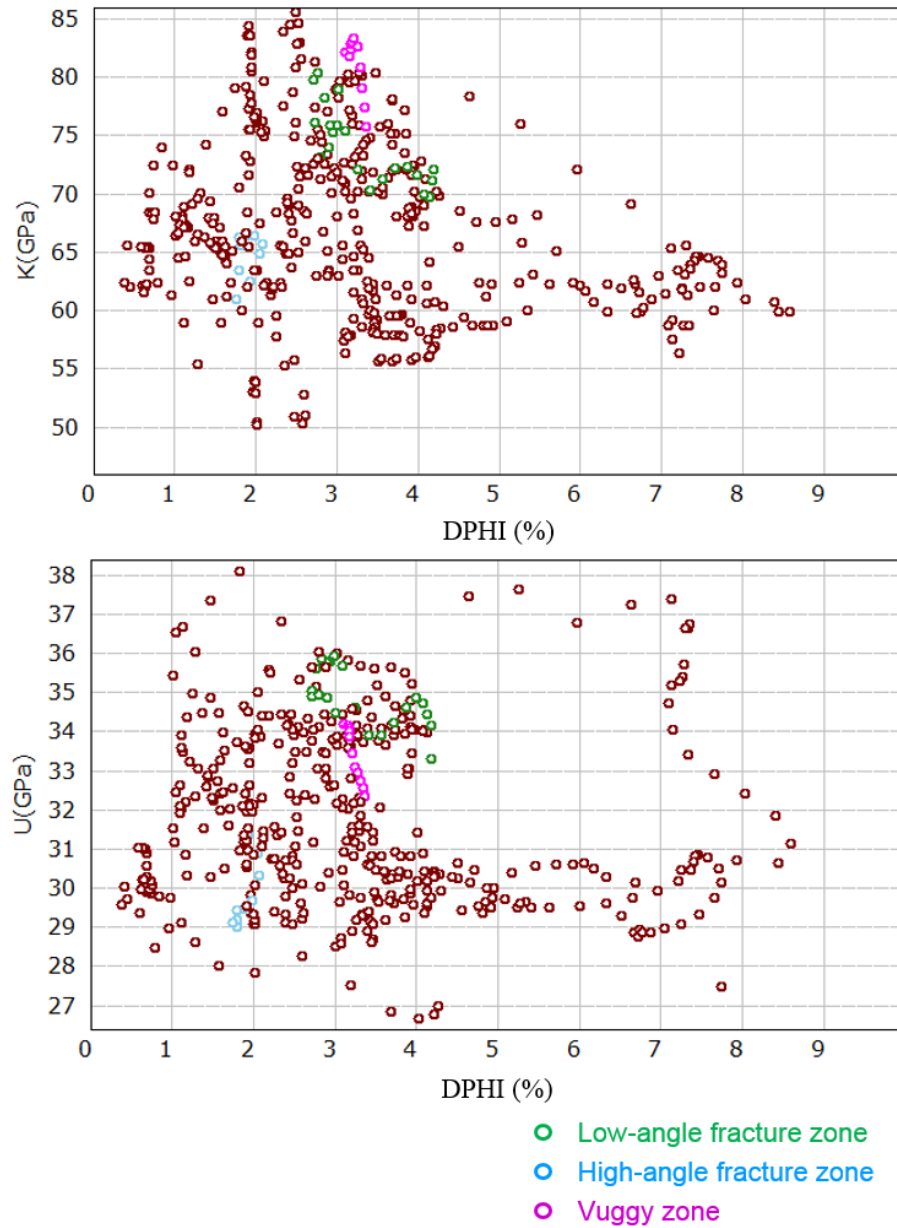 85
80
75
70
65
60
55
50
K(GPa)
0 1 2 3 4 5 6 7 8 9
DPHI (%)
38
37
36
35
34
33
32
31
30
29
28
27
U(GPa)
0 1 2 3 4 5 6 7 8 9
DPHI (%)
Low-angle fracture zone
High-angle fracture zone
Vuggy zone